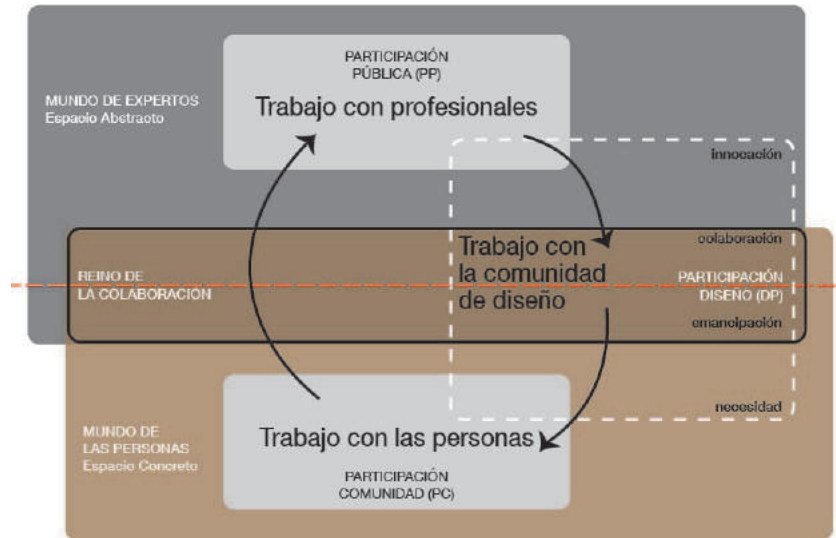 PARTICIPACIÓN
PÚBLICA (PP)
Trabajo con profesionales
MUNDO DE EXPERTOS
Espacio Abstracto
innocación
colaboración
Trabajo con
la comunidad
de diseño
REINO DE
LA COLABORACIÓN
PARTICIPACIÓN
DISEÑO (DP)
emancipación
necesidad
MUNDO DE
LAS PERSONAS
Espacio Concreto
Trabajo con las personas
PARTICIPACIÓN
COMUNIDAD (PC)